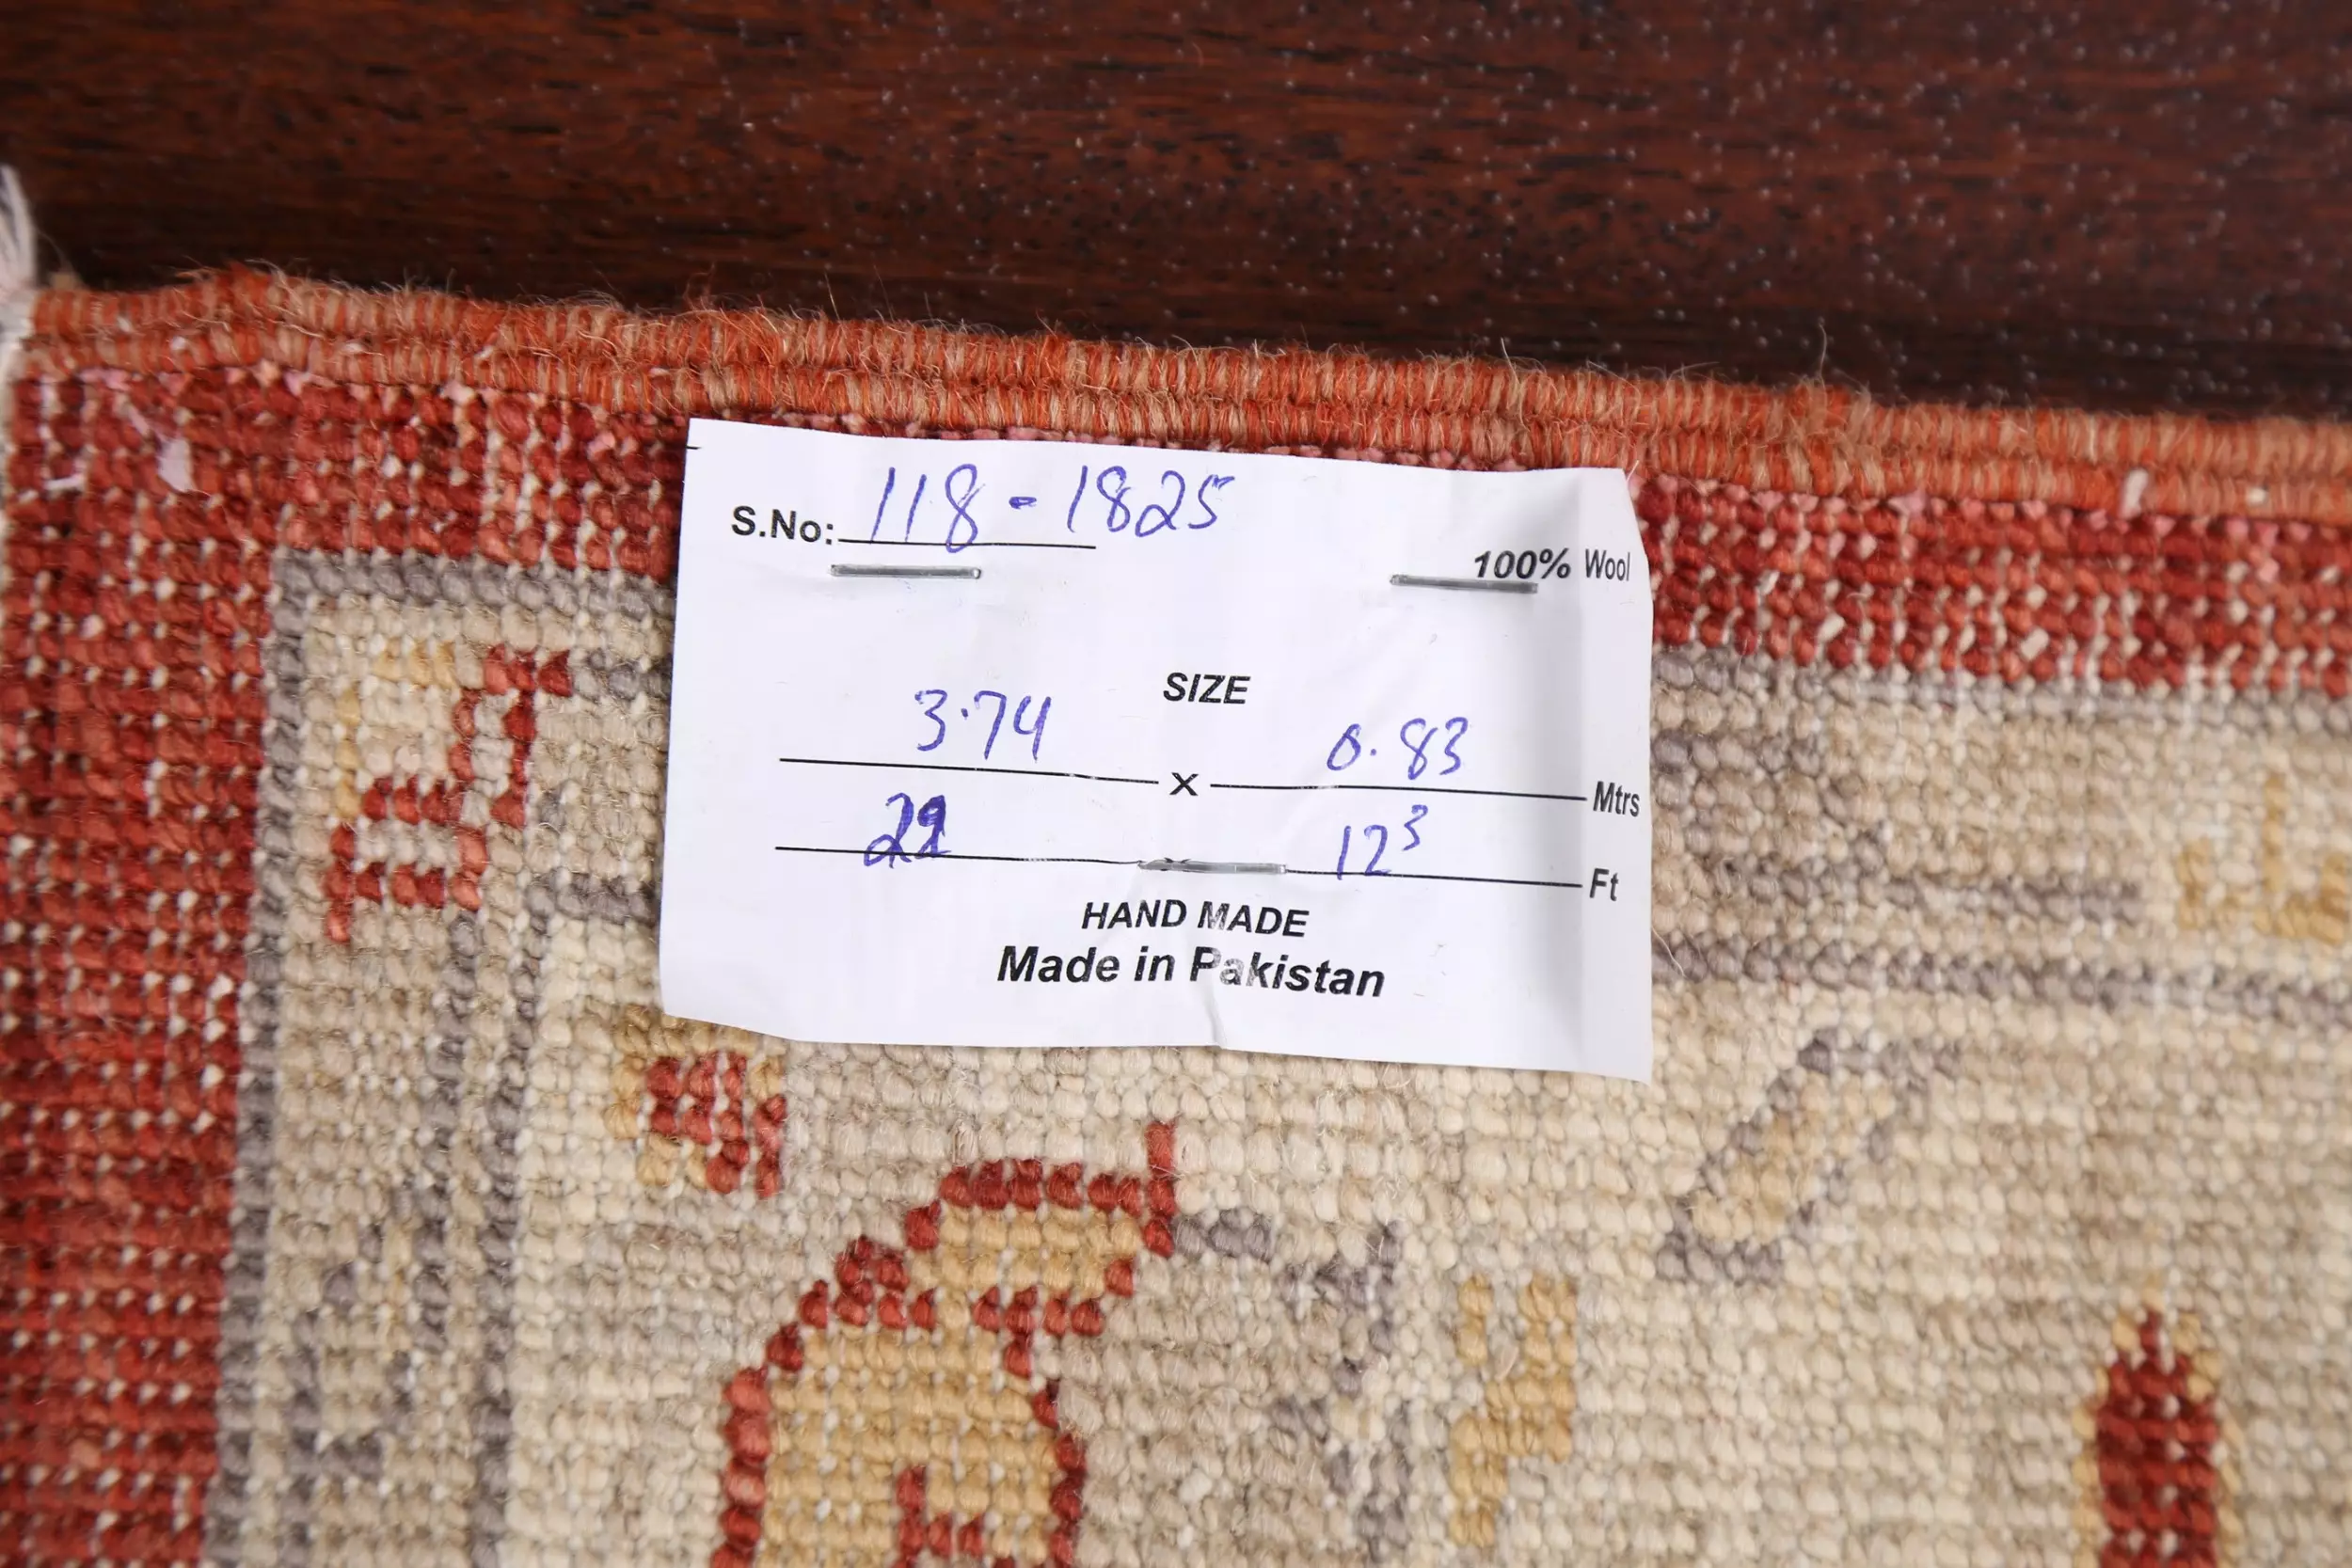 S.No: 118-1825
100% Wool
SIZE
3.74 x 0.83 Mtrs
12³ Ft
HAND MADE
Made in Pakistan